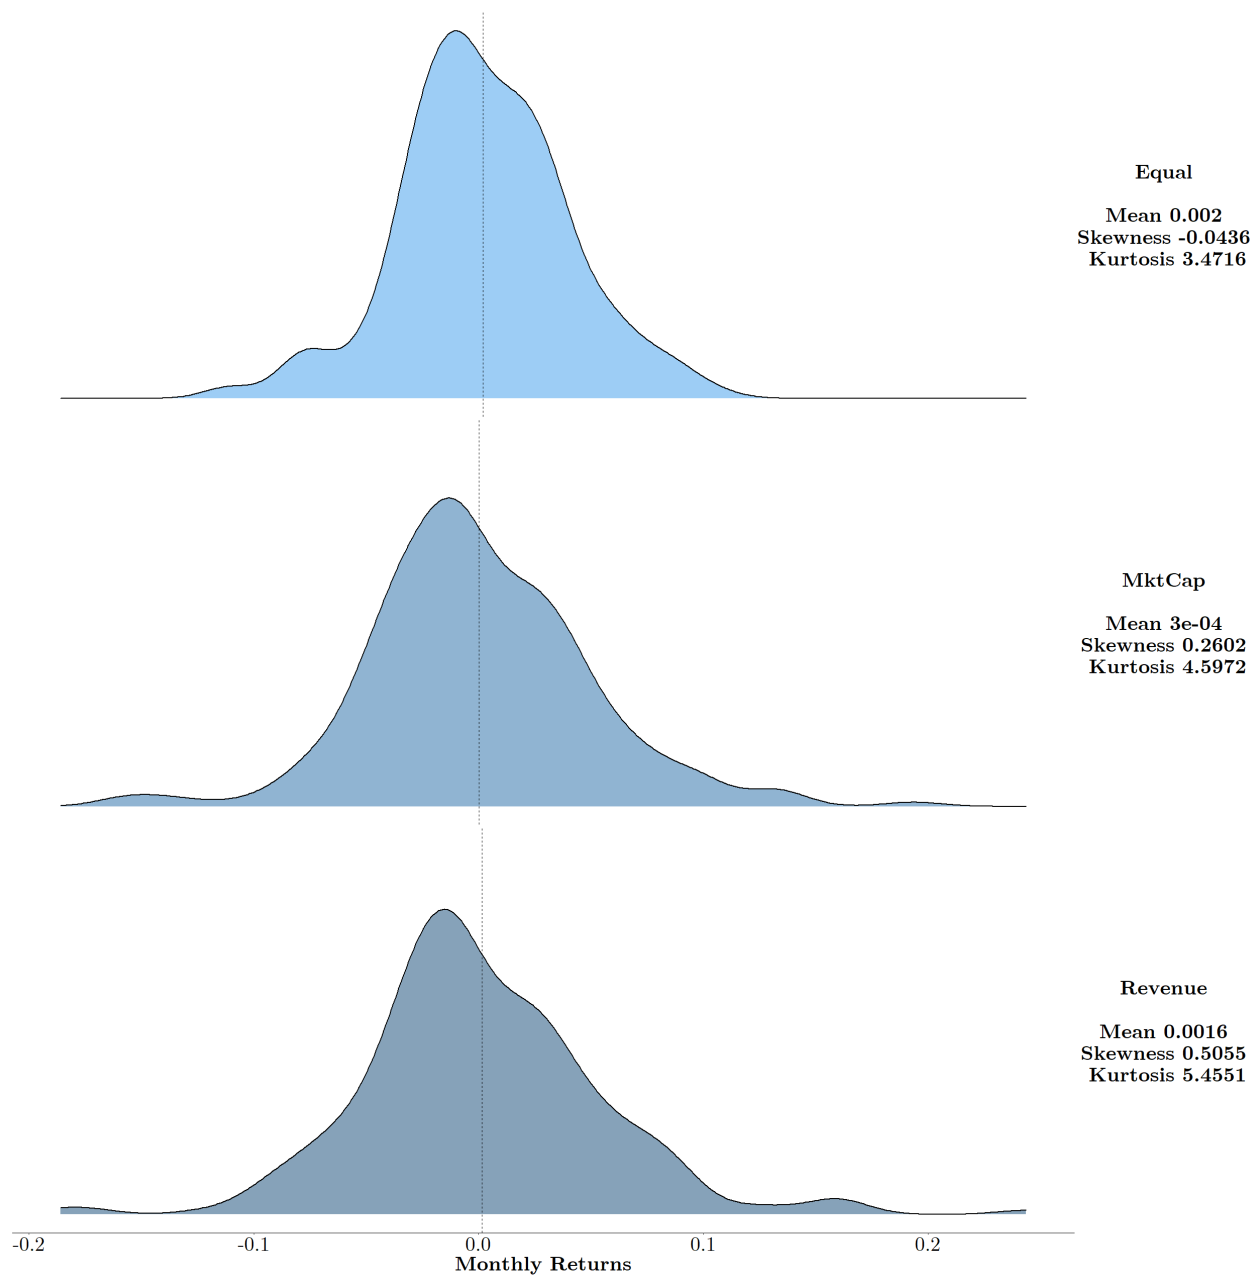 Equal
Mean 0.002
Skewness -0.0436
Kurtosis 3.4716
MktCap
Mean 3e-04
Skewness 0.2602
Kurtosis 4.5972
Revenue
Mean 0.0016
Skewness 0.5055
Kurtosis 5.4551
-0.2 -0.1 0.0 0.1 0.2
Monthly Returns